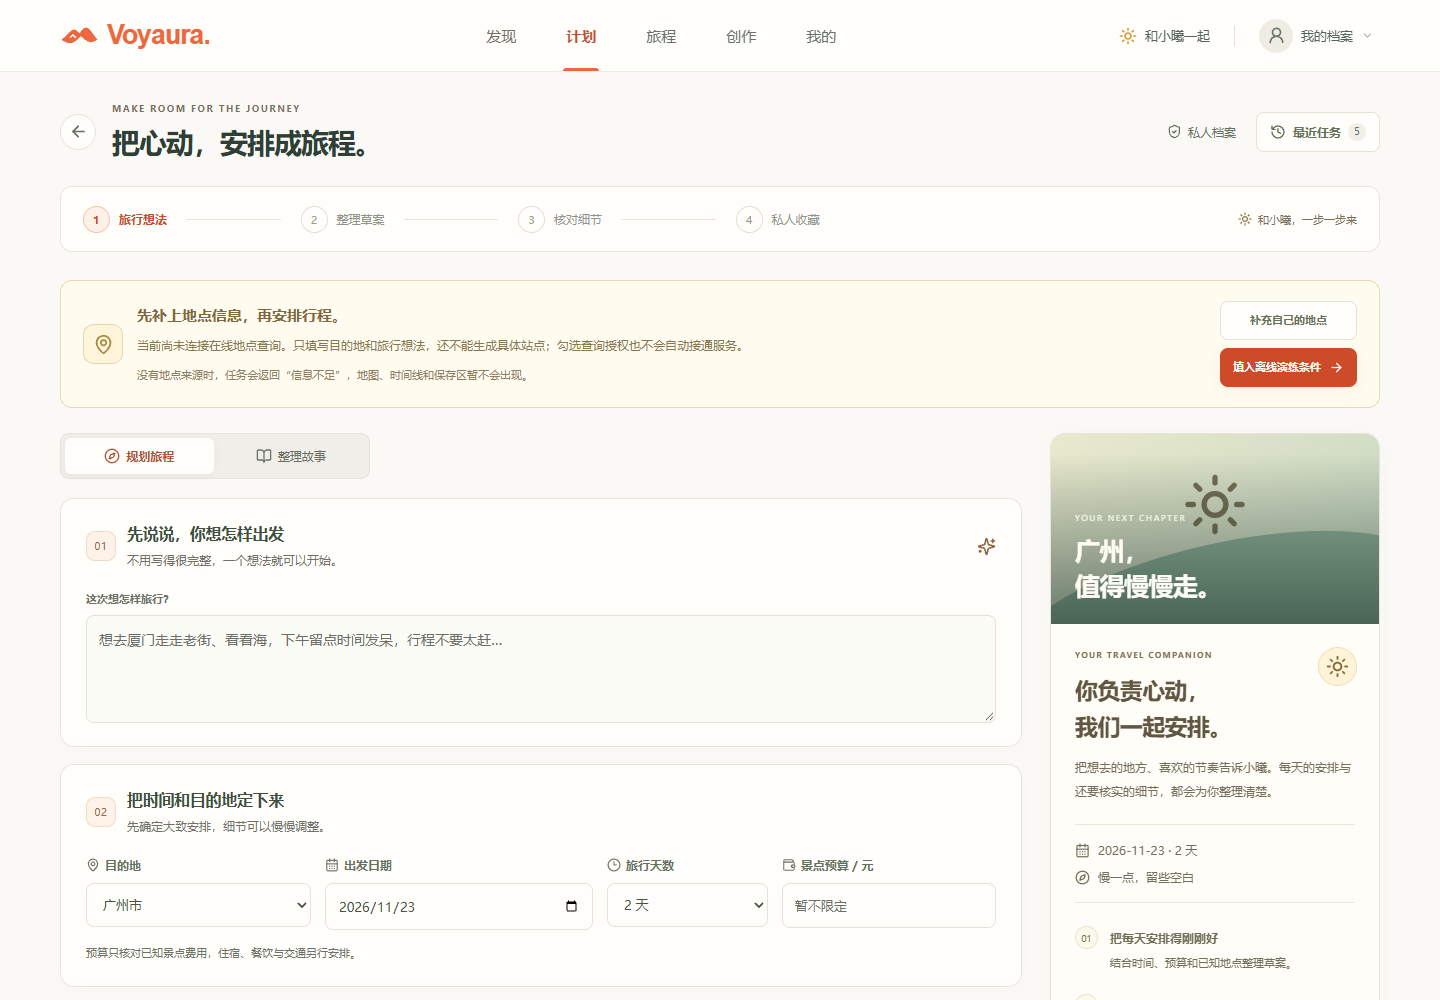 Voyaura.
发现
计划
旅程
创作
我的
和小曦一起
我的档案
MAKE ROOM FOR THE JOURNEY
把心动，安排成旅程。
私人档案
最近任务 5
1 旅行想法
2 整理草案
3 核对细节
4 私人收藏
和小曦，一步一步来
先补上地点信息，再安排行程。
当前尚未连接在线地点查询。只填写目的地和旅行想法，还不能生成具体站点；勾选查询授权也不会自动接通服务。
没有地点来源时，任务会返回“信息不足”，地图、时间线和保存区暂不会出现。
补充自己的地点
填入离线演练条件
规划旅程
整理故事
01
先说说，你想怎样出发
不用写得很完整，一个想法就可以开始。
这次想怎样旅行？
想去厦门走走老街、看看海，下午留点时间发呆，行程不要太赶...
02
把时间和目的地定下来
先确定大致安排，细节可以慢慢调整。
目的地
出发日期
旅行天数
景点预算 / 元
广州市
2026/11/23
2 天
暂不限定
预算只核对已知景点费用，住宿、餐饮与交通另行安排。
YOUR NEXT CHAPTER
广州，
值得慢慢走。
YOUR TRAVEL COMPANION
你负责心动，
我们一起安排。
把想去的地方、喜欢的节奏告诉小曦。每天的安排与
还要核实的细节，都会为你整理清楚。
2026-11-23 · 2 天
慢一点，留些空白
01
把每天安排得刚刚好
结合时间、预算和已知地点整理草案。